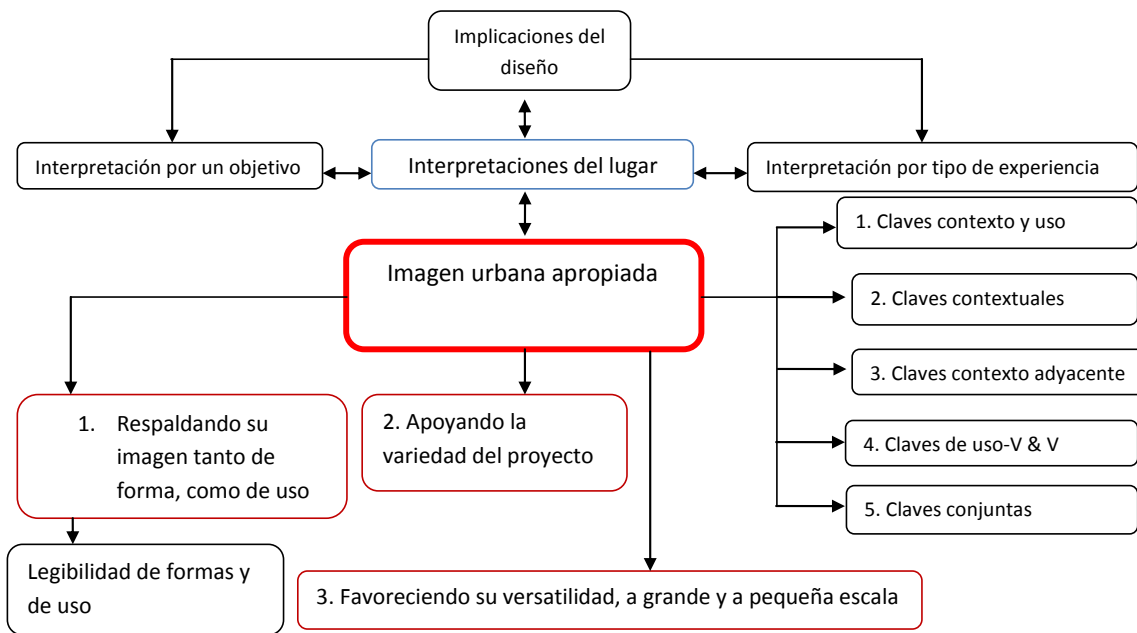 Implicaciones del
diseño
Interpretación por un objetivo
Interpretaciones del lugar
Interpretación por tipo de experiencia
Imagen urbana apropiada
1. Claves contexto y uso
2. Claves contextuales
3. Claves contexto adyacente
4. Claves de uso-V & V
5. Claves conjuntas
1. Respaldando su
imagen tanto de
forma, como de uso
2. Apoyando la
variedad del proyecto
Legibilidad de formas y
de uso
3. Favoreciendo su versatilidad, a grande y a pequeña escala